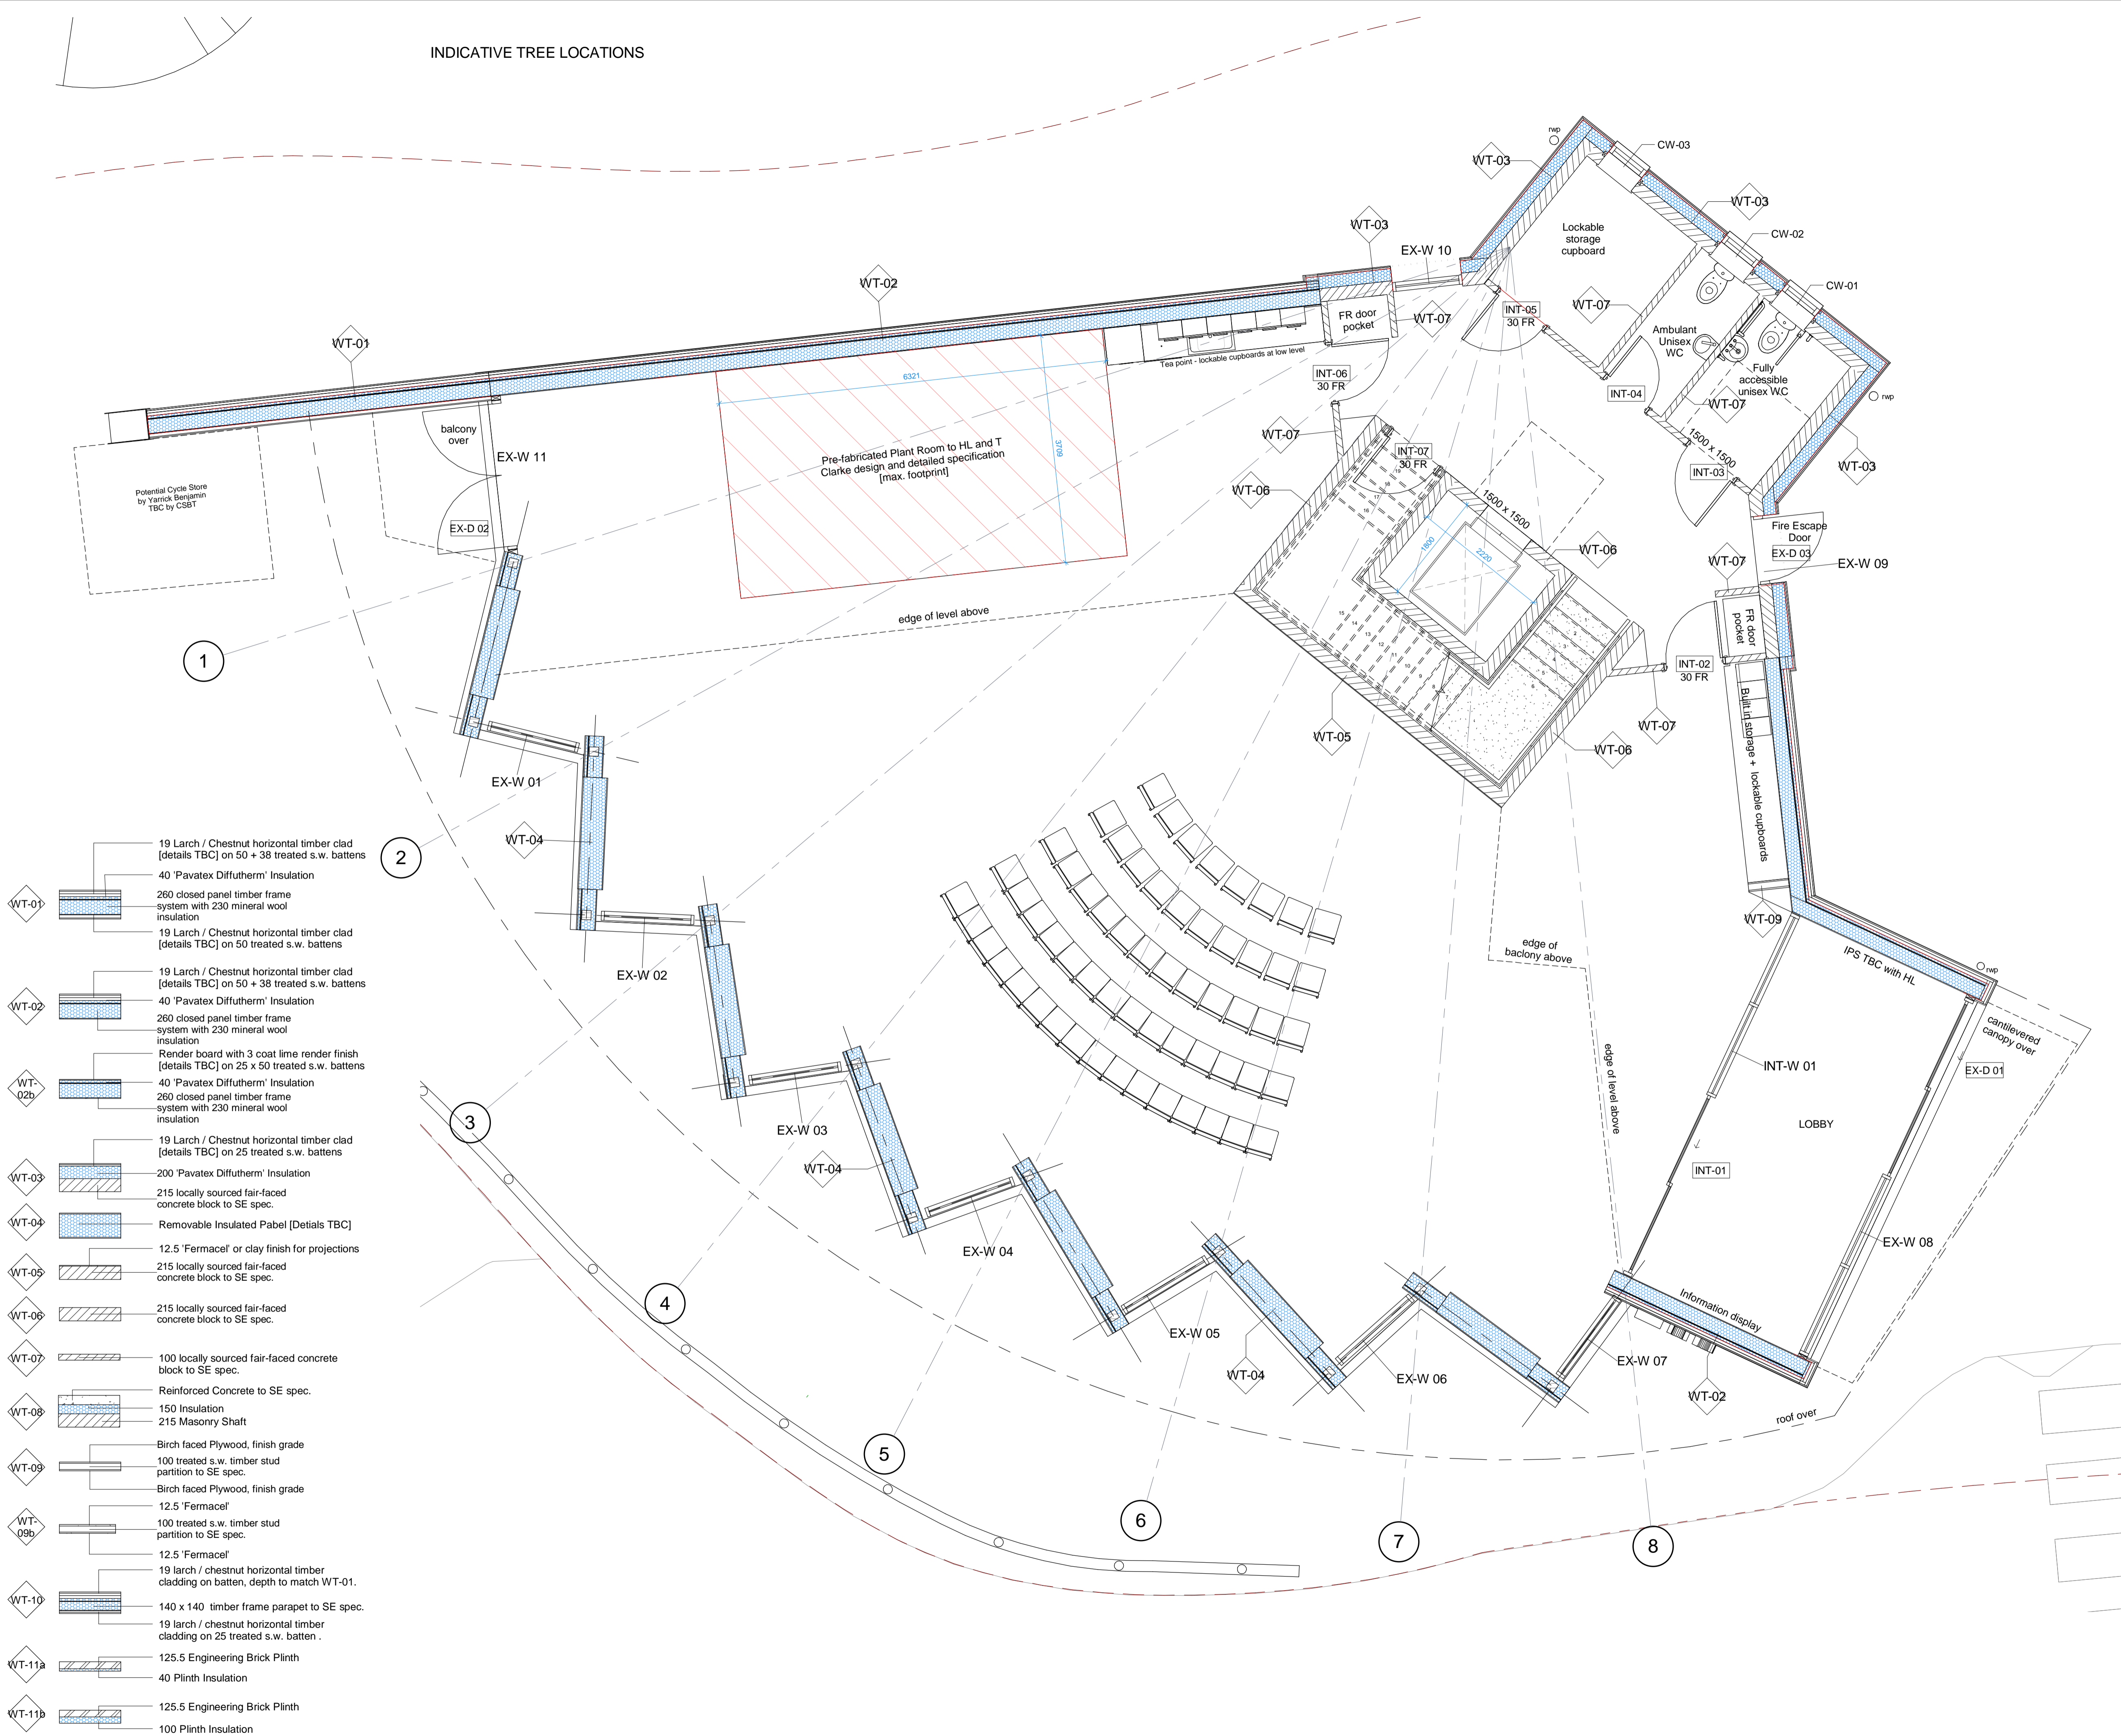 INDICATIVE TREE LOCATIONS
rwp
WT-03
CW-03
WT-03
CW-02
CW-01
Lockable
storage
cupboard
WT-03
EX-W 10
WT-02
WT-01
FR door
pocket
WT-07
INT-05
30 FR
WT-07
Ambulant
Unisex
WC
Fully
accessible
unisex WC
WT-07
INT-04
rwp
Tea point - lockable cupboards at low level
INT-06
30 FR
6321
3709
balcony
over
EX-W 11
EX-D 02
Potential Cycle Store
by Yarrick Benjamin
TBC by CSBT
Pre-fabricated Plant Room to HL and T
Clarke design and detailed specification
[max. footprint]
WT-07
INT-07
30 FR
WT-06
1500 x 1500
INT-03
WT-03
1500 x 1500
1800
2220
WT-06
Fire Escape
Door
EX-D 03
EX-W 09
WT-07
FR door
pocket
19
18
17
16
15
14
13
12
11
10
9
8
7
6
5
4
3
2
1
edge of level above
INT-02
30 FR
WT-07
WT-05
WT-06
Built in storage + lockable cupboards
WT-09
1
EX-W 01
2
WT-04
EX-W 02
edge of
baclony above
IPS TBC with HL
rwp
cantilevered
canopy over
EX-D 01
INT-W 01
LOBBY
INT-01
edge of level above
3
EX-W 03
WT-04
EX-W 04
4
EX-W 05
WT-04
EX-W 06
EX-W 07
EX-W 08
Information display
WT-02
roof over
5
6
7
8
WT-01
19 Larch / Chestnut horizontal timber clad
[details TBC] on 50 + 38 treated s.w. battens
40 'Pavatex Diffutherm' Insulation
260 closed panel timber frame
system with 230 mineral wool
insulation
19 Larch / Chestnut horizontal timber clad
[details TBC] on 50 treated s.w. battens
WT-02
19 Larch / Chestnut horizontal timber clad
[details TBC] on 50 + 38 treated s.w. battens
40 'Pavatex Diffutherm' Insulation
260 closed panel timber frame
system with 230 mineral wool
insulation
WT-
02b
Render board with 3 coat lime render finish
[details TBC] on 25 x 50 treated s.w. battens
40 'Pavatex Diffutherm' Insulation
260 closed panel timber frame
system with 230 mineral wool
insulation
WT-03
19 Larch / Chestnut horizontal timber clad
[details TBC] on 25 treated s.w. battens
200 'Pavatex Diffutherm' Insulation
215 locally sourced fair-faced
concrete block to SE spec.
WT-04
Removable Insulated Pabel [Detials TBC]
WT-05
12.5 'Fermacel' or clay finish for projections
215 locally sourced fair-faced
concrete block to SE spec.
WT-06
215 locally sourced fair-faced
concrete block to SE spec.
WT-07
100 locally sourced fair-faced concrete
block to SE spec.
WT-08
Reinforced Concrete to SE spec.
150 Insulation
215 Masonry Shaft
WT-09
Birch faced Plywood, finish grade
100 treated s.w. timber stud
partition to SE spec.
Birch faced Plywood, finish grade
WT-
09b
12.5 'Fermacel'
100 treated s.w. timber stud
partition to SE spec.
12.5 'Fermacel'
WT-10
19 larch / chestnut horizontal timber
cladding on batten, depth to match WT-01.
140 x 140 timber frame parapet to SE spec.
19 larch / chestnut horizontal timber
cladding on 25 treated s.w. batten .
WT-11a
125.5 Engineering Brick Plinth
40 Plinth Insulation
WT-11b
125.5 Engineering Brick Plinth
100 Plinth Insulation